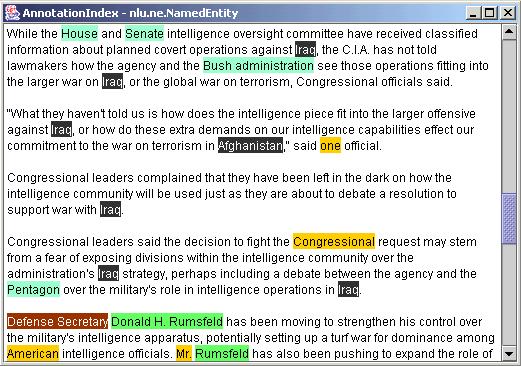 AnnotationIndex - nlu.ne.NamedEntity
While the House and Senate intelligence oversight committee have received classified
information about planned covert operations against Iraq, the C.I.A. has not told
lawmakers how the agency and the Bush administration see those operations fitting into
the larger war on Iraq, or the global war on terrorism, Congressional officials said.
"What they haven't told us is how does the intelligence piece fit into the larger offensive
against Iraq, or how do these extra demands on our intelligence capabilities effect our
commitment to the war on terrorism in Afghanistan," said one official.
Congressional leaders complained that they have been left in the dark on how the
intelligence community will be used just as they are about to debate a resolution to
support war with Iraq.
Congressional leaders said the decision to fight the Congressional request may stem
from a fear of exposing divisions within the intelligence community over the
administration's Iraq strategy, perhaps including a debate between the agency and the
Pentagon over the military's role in intelligence operations in Iraq.
Defense Secretary Donald H. Rumsfeld has been moving to strengthen his control over
the military's intelligence apparatus, potentially setting up a turf war for dominance among
American intelligence officials. Mr. Rumsfeld has also been pushing to expand the role of